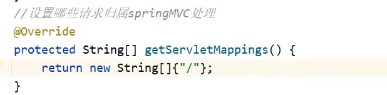 //设置哪些请求归属springMVC处理
@Override
protected String[] getServletMappings() {
    return new String[]{"/"};
}